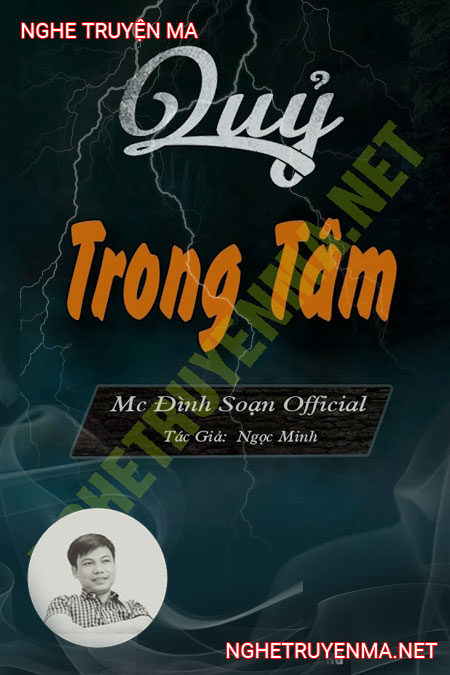 NGHE TRUYỆN MA
Quỷ
Trong Tâm
Mc Đình Soạn Official
Tác Giả: Ngọc Minh
NGHETRUYENMA.NET
NGHETRUYENMA.NET